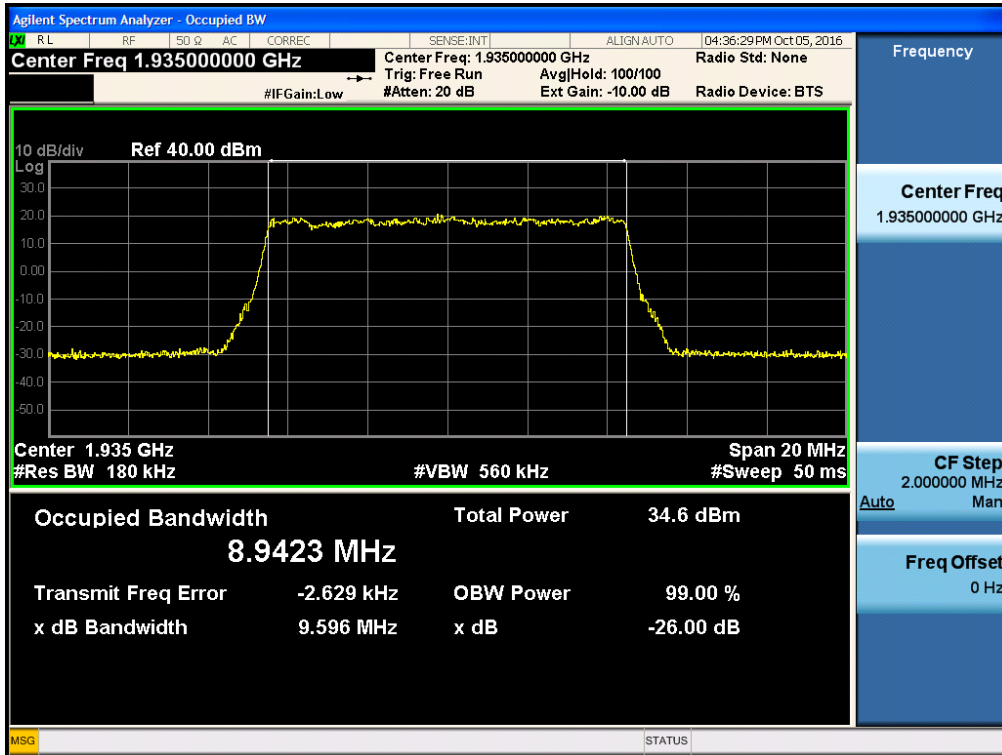 Agilent Spectrum Analyzer - Occupied BW
LXI RL RF 50 Ω AC CORREC SENSE:INT ALIGN AUTO 04:36:29 PM Oct 05, 2016
Center Freq 1.935000000 GHz
Center Freq: 1.935000000 GHz Radio Std: None
Trig: Free Run Avg|Hold: 100/100
#IFGain:Low #Atten: 20 dB Ext Gain: -10.00 dB Radio Device: BTS
10 dB/div Ref 40.00 dBm
Log
30.0
20.0
10.0
0.00
-10.0
-20.0
-30.0
-40.0
-50.0
Center 1.935 GHz Span 20 MHz
#Res BW 180 kHz #VBW 560 kHz #Sweep 50 ms
Occupied Bandwidth Total Power 34.6 dBm
8.9423 MHz
Transmit Freq Error -2.629 kHz OBW Power 99.00 %
x dB Bandwidth 9.596 MHz x dB -26.00 dB
Frequency
Center Freq
1.935000000 GHz
CF Step
2.000000 MHz
Auto Man
Freq Offset
0 Hz
MSG STATUS